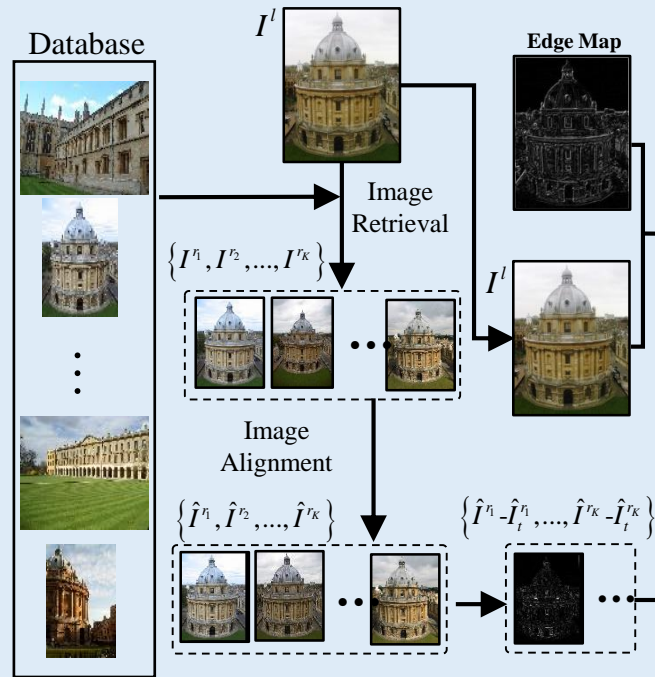 Database
I^l
Edge Map
Image
Retrieval
{I^{r_1}, I^{r_2}, ..., I^{r_K}}
I^l
Image
Alignment
{Î^{r_1}, Î^{r_2}, ..., Î^{r_K}}
{Î^{r_1}-Î_t^{r_1}, ..., Î^{r_K}-Î_t^{r_K}}